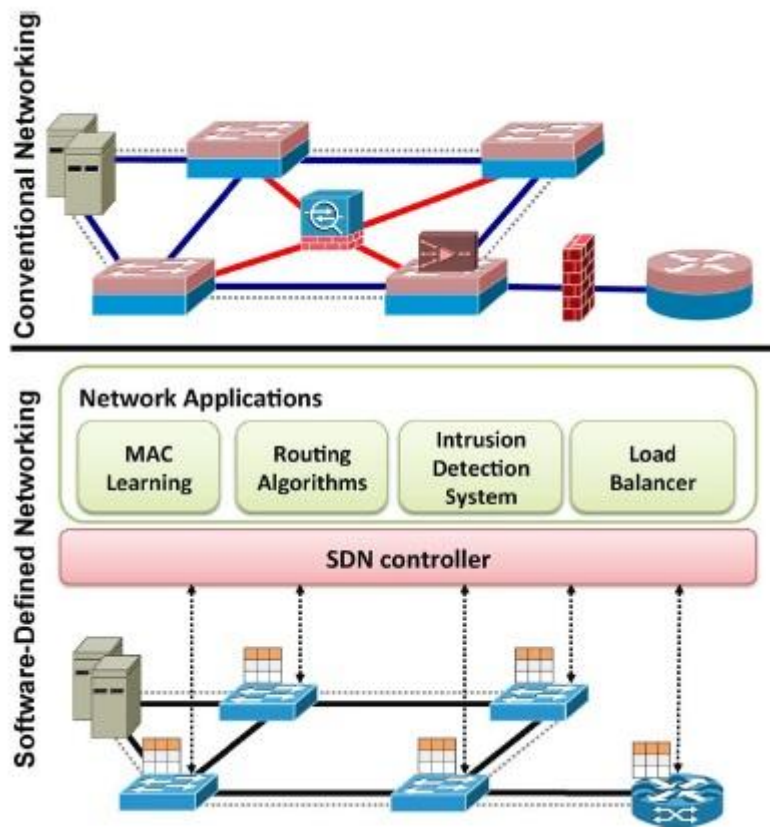 Conventional Networking
Software-Defined Networking
Network Applications
MAC
Learning
Routing
Algorithms
Intrusion
Detection
System
Load
Balancer
SDN controller